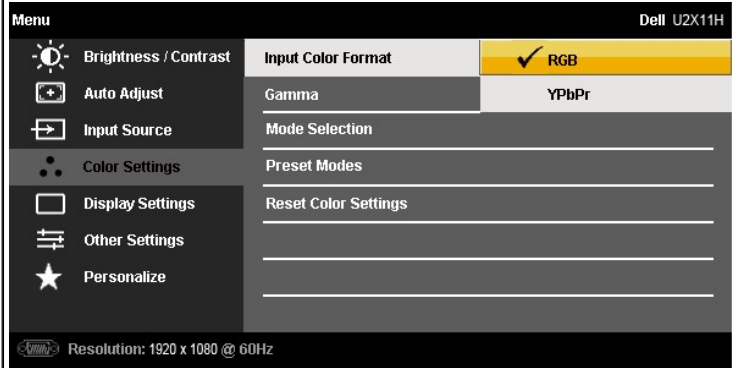 Menu Dell U2X11H
Brightness / Contrast Input Color Format RGB
Auto Adjust Gamma YPbPr
Input Source Mode Selection
Color Settings Preset Modes
Display Settings Reset Color Settings
Other Settings
Personalize
Resolution: 1920 x 1080 @ 60Hz